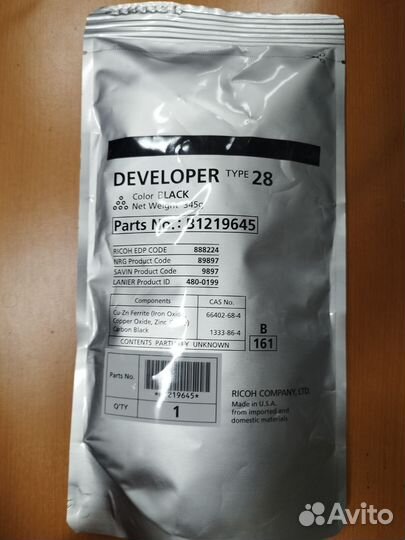 DEVELOPER TYPE 28
Color BLACK
Net Weight 345g
Parts No.: B1219645
RICOH EDP CODE 888224
NRG Product Code 89897
SAVIN Product Code 9897
LANIER Product ID 480-0199
Components CAS No.
Cu-Zn Ferrite (Iron Oxide, 66402-68-4
Copper Oxide, Zinc
Carbon Black 1333-86-4
CONTENTS PARTIALLY UNKNOWN
B
161
Parts No.
219645*
Q'TY 1
RICOH COMPANY, LTD.
Made in U.S.A.
from imported and
domestic materials
Avito